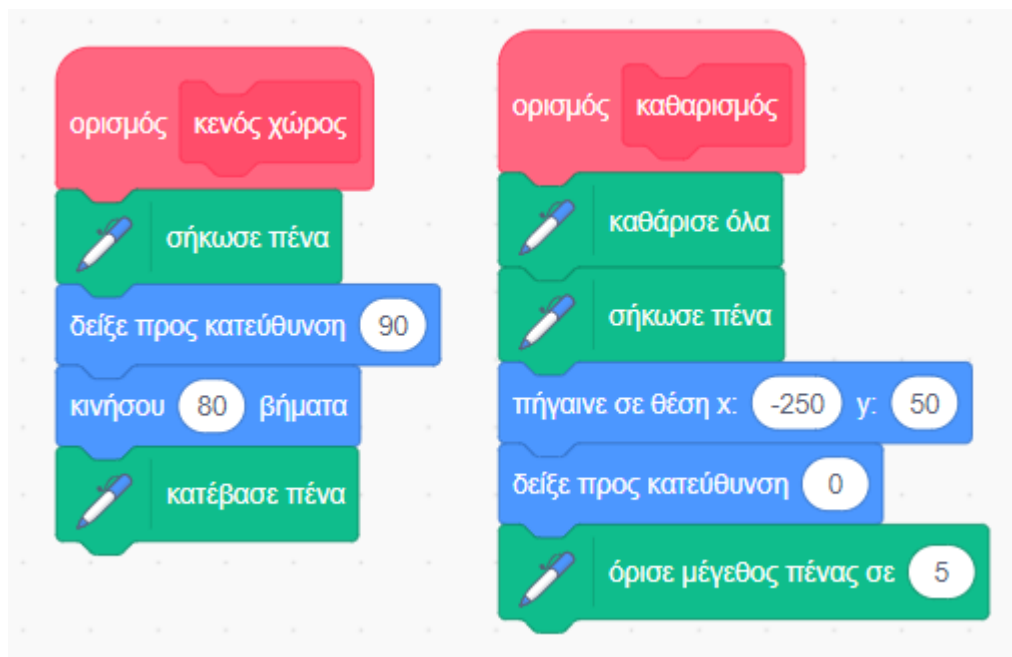 ορισμός κενός χώρος
σήκωσε πένα
δείξε προς κατεύθυνση 90
κινήσου 80 βήματα
κατέβασε πένα
ορισμός καθαρισμός
καθάρισε όλα
σήκωσε πένα
πήγαινε σε θέση x: -250 y: 50
δείξε προς κατεύθυνση 0
όρισε μέγεθος πένας σε 5